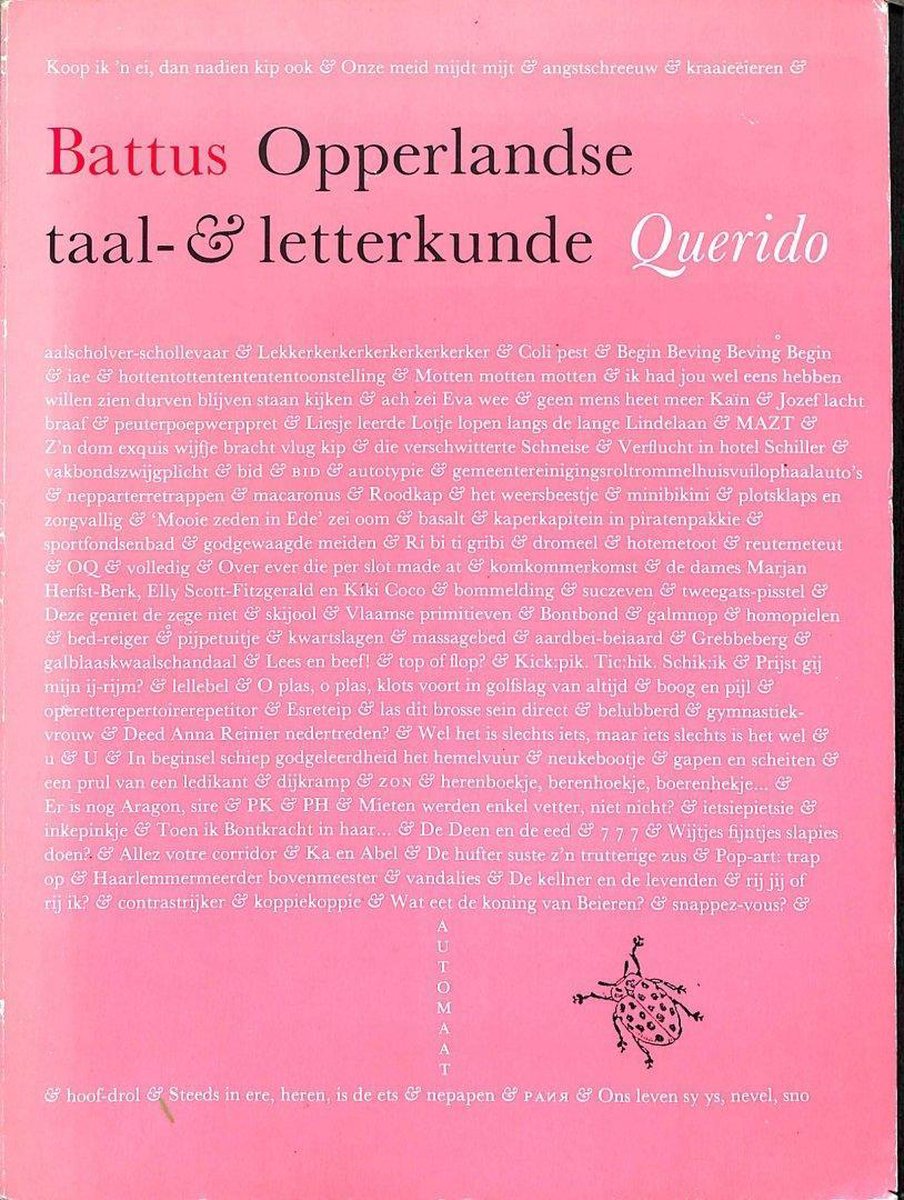 Koop ik 'n ei, dan nadien kip ook & Onze meid mijdt mijt & angstschreeuw & kraaieëieren &
Battus Opperlandse
taal- & letterkunde Querido
aalscholver-schollevaar & Lekkerkerkerkerkerkerkerker & Coli pest & Begin Beving Beving Begin
& iae & hottentottententententoonstelling & Motten motten motten & ik had jou wel eens hebben
willen zien durven blijven staan kijken & ach zei Eva wee & geen mens heet meer Kain & Jozef lacht
braaf & peuterpoepwerppret & Liesje leerde Lotje lopen langs de lange Lindelaan & MAZT &
Z'n dom exquis wijfje bracht vlug kip & die verschwitterte Schneise & Verflucht in hotel Schiller &
vakbondszwijgplicht & bid & BID & autotypie & gemeentereinigingsroltrommelhuisvuilophaalauto's
& nepparterretrappen & macaronus & Roodkap & het weersbeestje & minibikini & plotsklaps en
zorgvallig & 'Mooie zeden in Ede' zei oom & basalt & kaperkapitein in piratenpakkie &
sportfondsenbad & godgewaagde meiden & Ri bi ti gribi & dromeel & hotemetoot & reutemeteut
& OQ & volledig & Over ever die per slot made at & komkommerkomst & de dames Marjan
Herfst-Berk, Elly Scott-Fitzgerald en Kiki Coco & bommelding & suczeven & tweegats-pisstel &
Deze geniet de zege niet & skijool & Vlaamse primitieven & Bontbond & galmnop & homopielen
& bed-reiger & pijpetuitje & kwartslagen & massagebed & aardbei-beiaard & Grebbeberg &
galblaaskwaalschandaal & Lees en beef! & top of flop? & Kick:pik. Tic:hik. Schik:ik & Prijst gij
mijn ij-rijm? & lellebel & O plas, o plas, klots voort in golfslag van altijd & boog en pijl &
operetterepertoirerepetitor & Esreteip & las dit brosse sein direct & belubberd & gymnastiek-
vrouw & Deed Anna Reinier nedertreden? & Wel het is slechts iets, maar iets slechts is het wel &
u & U & In beginsel schiep godgeleerdheid het hemelvuur & neukebootje & gapen en scheiten &
een prul van een ledikant & dijkramp & ZON & herenboekje, berenhoekje, boerenhekje... &
Er is nog Aragon, sire & PK & PH & Mieten werden enkel vetter, niet nicht? & ietsiepietsie &
inkepinkje & Toen ik Bontkracht in haar... & De Deen en de eed & 7 7 7 & Wijtjes fijntjes slapies
doen? & Allez votre corridor & Ka en Abel & De hufter suste z'n trutterige zus & Pop-art: trap
op & Haarlemmermeerder bovenmeester & vandalies & De kellner en de levenden & rij jij of
rij ik? & contrastrijker & koppiekoppie & Wat eet de koning van Beieren? & snappez-vous? &
A
U
T
O
M
A
A
T
& hoof-drol & Steeds in ere, heren, is de ets & nepapen & PAИЯ & Ons leven sy ys, nevel, sno